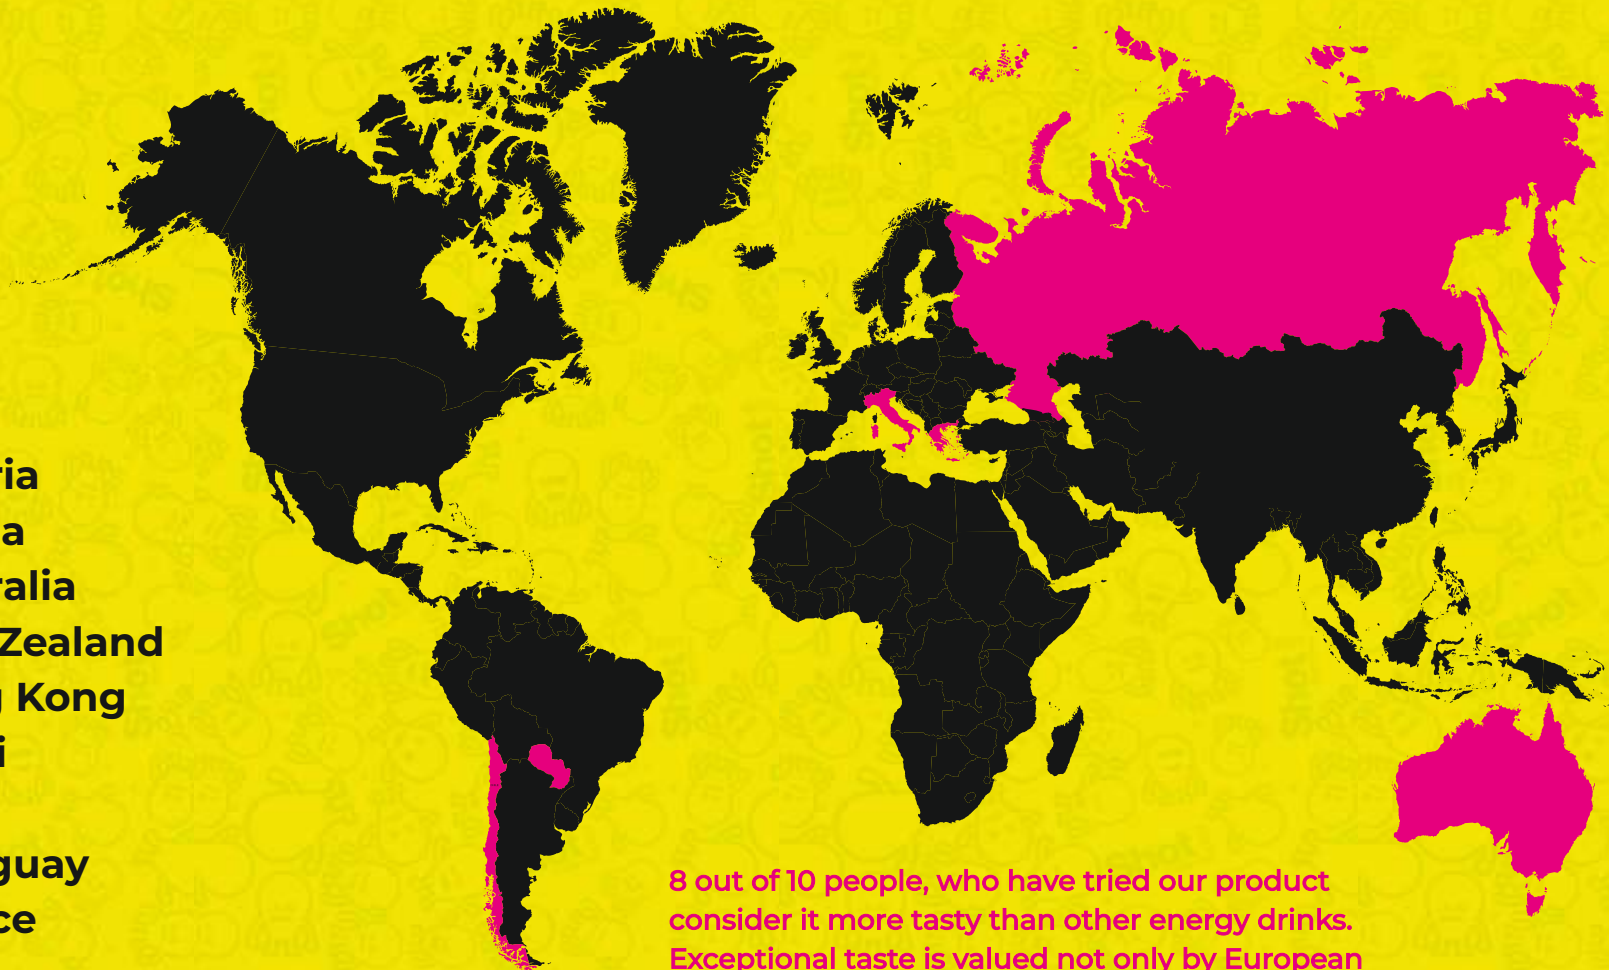 ria
a
ralia
Zealand
g Kong
i
guay
ce
8 out of 10 people, who have tried our product
consider it more tasty than other energy drinks.
Exceptional taste is valued not only by European